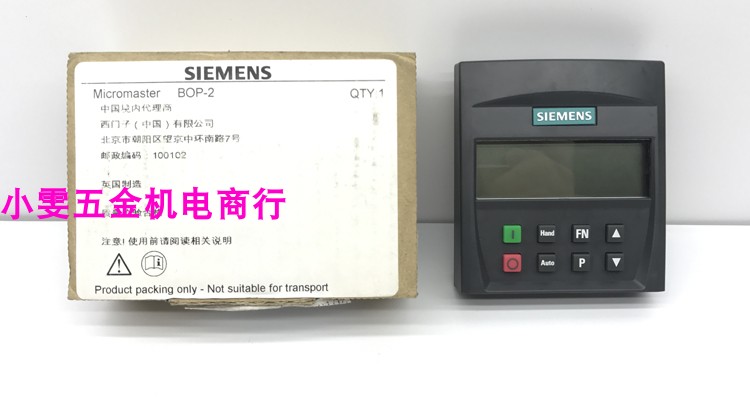 SIEMENS
Micromaster BOP-2 QTY 1
中国境内代理商
西门子（中国）有限公司
北京市朝阳区望京中环南路7号
邮政编码：100102
英国制造
小雯五金机电商行
注意! 使用前请阅读相关说明
Product packing only - Not suitable for transport
SIEMENS
I Hand FN
O Auto P